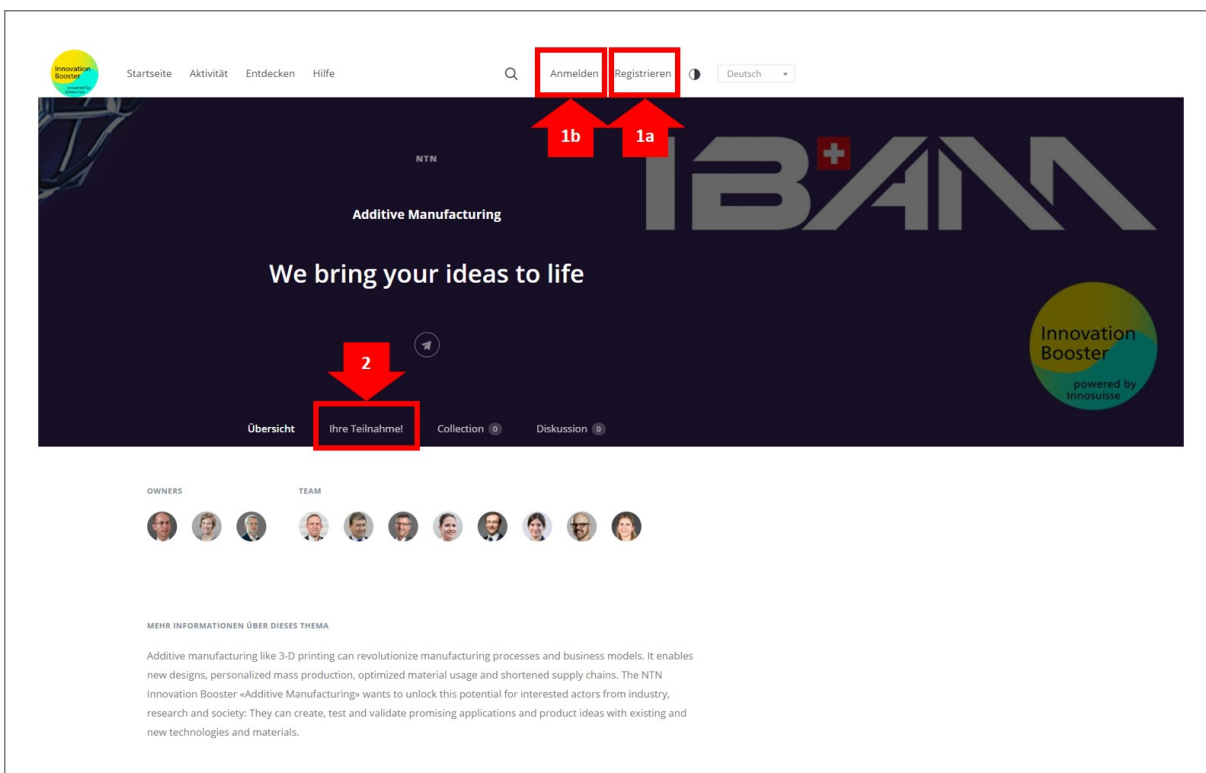 Innovation
Booster
powered by
Innosuisse
Startseite Aktivität Entdecken Hilfe Anmelden Registrieren Deutsch
1b 1a
NTN
IBAM
Additive Manufacturing
We bring your ideas to life
Innovation
Booster
powered by
Innosuisse
2
Übersicht Ihre Teilnahme! Collection 0 Diskussion 0
OWNERS TEAM
MEHR INFORMATIONEN ÜBER DIESES THEMA
Additive manufacturing like 3-D printing can revolutionize manufacturing processes and business models. It enables
new designs, personalized mass production, optimized material usage and shortened supply chains. The NTN
Innovation Booster «Additive Manufacturing» wants to unlock this potential for interested actors from industry,
research and society: They can create, test and validate promising applications and product ideas with existing and
new technologies and materials.